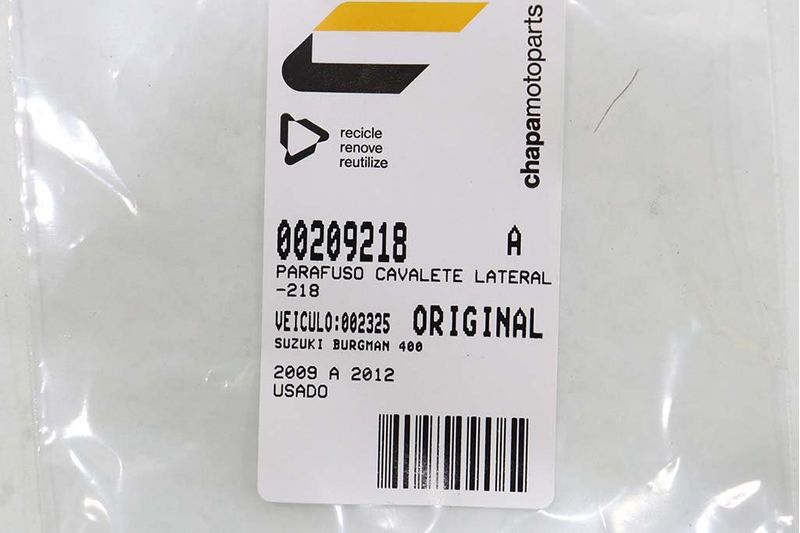 chapamotoparts
recicle
renove
reutilize
00209218 A
PARAFUSO CAVALETE LATERAL
-218
VEICULO:002325 ORIGINAL
SUZUKI BURGMAN 400
2009 A 2012
USADO